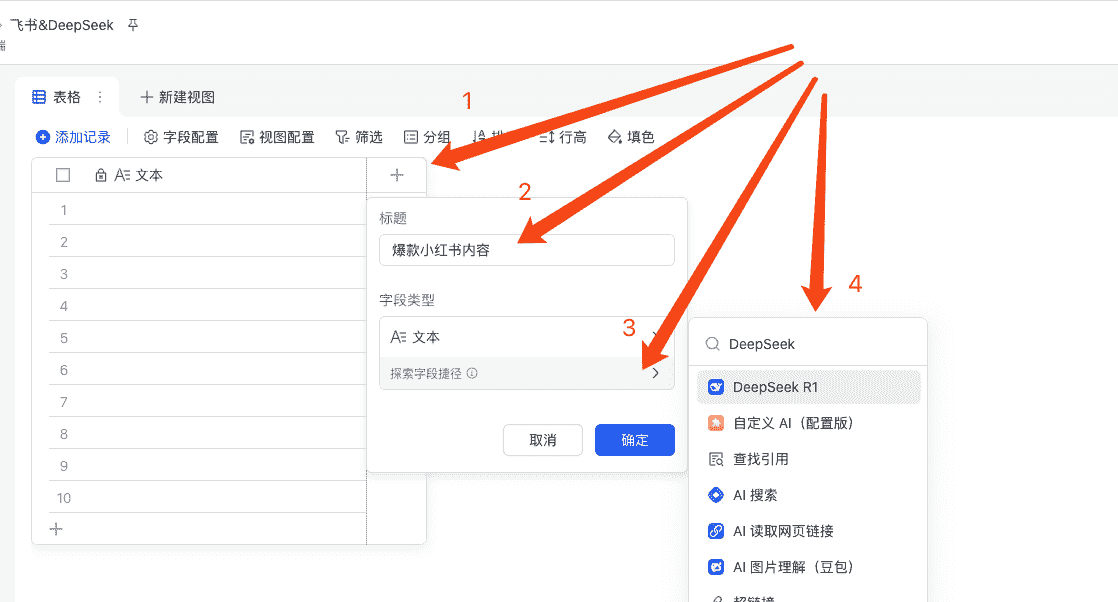 飞书&DeepSeek
端
表格
新建视图
1
添加记录
字段配置
视图配置
筛选
分组
行高
填色
文本
2
1
2
3
4
5
6
7
8
9
10
标题
爆款小红书内容
字段类型
3
文本
探索字段捷径
取消
确定
4
DeepSeek
DeepSeek R1
自定义 AI（配置版）
查找引用
AI 搜索
AI 读取网页链接
AI 图片理解（豆包）
超链接